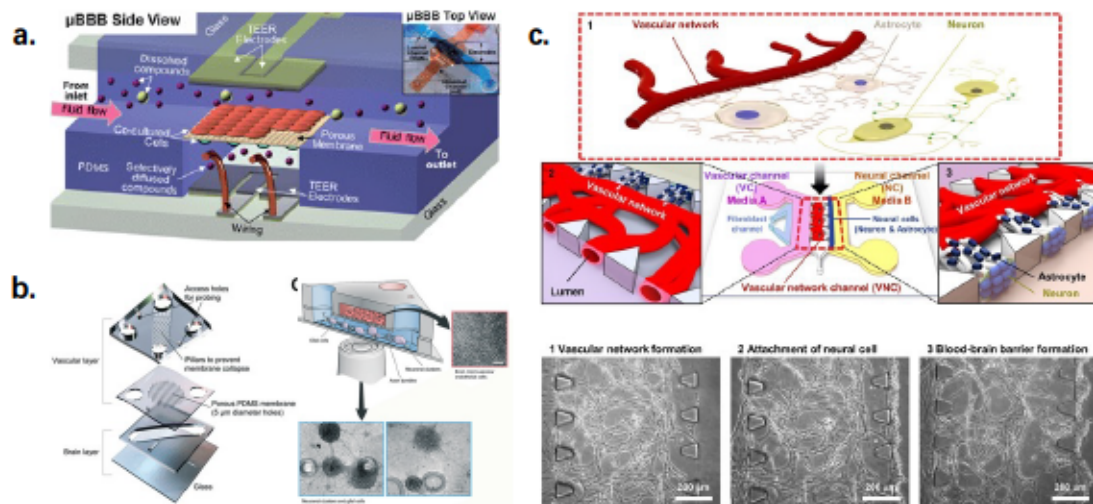 a.
µBBB Side View
Glass
TEER
Electrodes
µBBB Top View
Dissolved
compounds
From
inlet
Fluid flow
Co-cultured
Cells
Porous
Membrane
Fluid flow
To
outlet
PDMS
Selectively
diffused
compounds
TEER
Electrodes
Glass
Wiring
b.
Access holes
for probing
Vascular layer
Pillars to prevent
membrane collapse
Porous PDMS membrane
(5 µm diameter holes)
Brain layer
Glass
C
Neuronal clusters and glial cells
c.
1
Vascular network
Astrocyte
Neuron
2
Vascular network
Lumen
Vascular channel
(VC)
Media A
Neural channel
(NC)
Media B
Fibroblast
channel
Neural cells
(Neuron & Astrocyte)
Vascular network channel (VNC)
3
Vascular network
Astrocyte
Neuron
1 Vascular network formation
2 Attachment of neural cell
3 Blood-brain barrier formation
200 µm
200 µm
200 µm